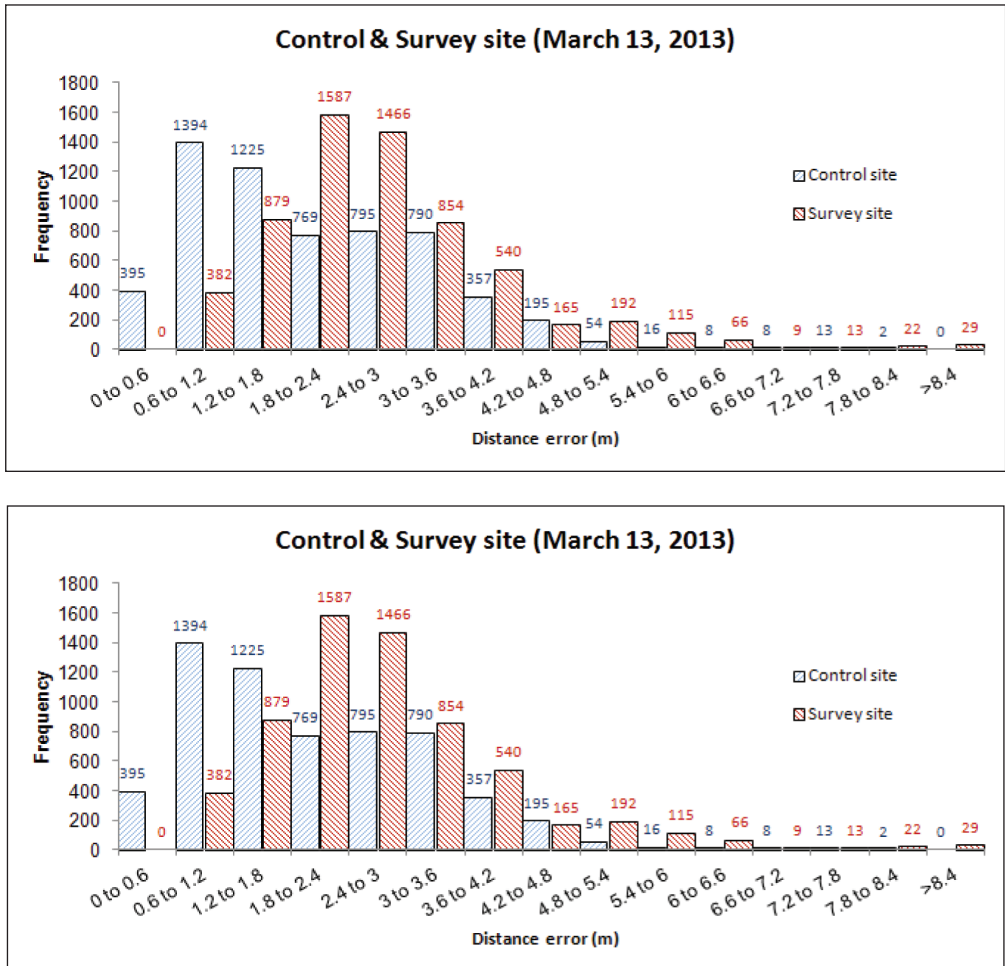 Control & Survey site (March 13, 2013)
Frequency
1800
1600
1400
1200
1000
800
600
400
200
0
395 0 1394 382 1225 879 769 1587 795 1466 790 854 357 540 195 165 54 192 16 115 8 66 8 9 13 13 2 22 0 29
Control site
Survey site
0 to 0.6 0.6 to 1.2 1.2 to 1.8 1.8 to 2.4 2.4 to 3 3 to 3.6 3.6 to 4.2 4.2 to 4.8 4.8 to 5.4 5.4 to 6 6 to 6.6 6.6 to 7.2 7.2 to 7.8 7.8 to 8.4 >8.4
Distance error (m)
Control & Survey site (March 13, 2013)
Frequency
1800
1600
1400
1200
1000
800
600
400
200
0
395 0 1394 382 1225 879 769 1587 795 1466 790 854 357 540 195 165 54 192 16 115 8 66 8 9 13 13 2 22 0 29
Control site
Survey site
0 to 0.6 0.6 to 1.2 1.2 to 1.8 1.8 to 2.4 2.4 to 3 3 to 3.6 3.6 to 4.2 4.2 to 4.8 4.8 to 5.4 5.4 to 6 6 to 6.6 6.6 to 7.2 7.2 to 7.8 7.8 to 8.4 >8.4
Distance error (m)